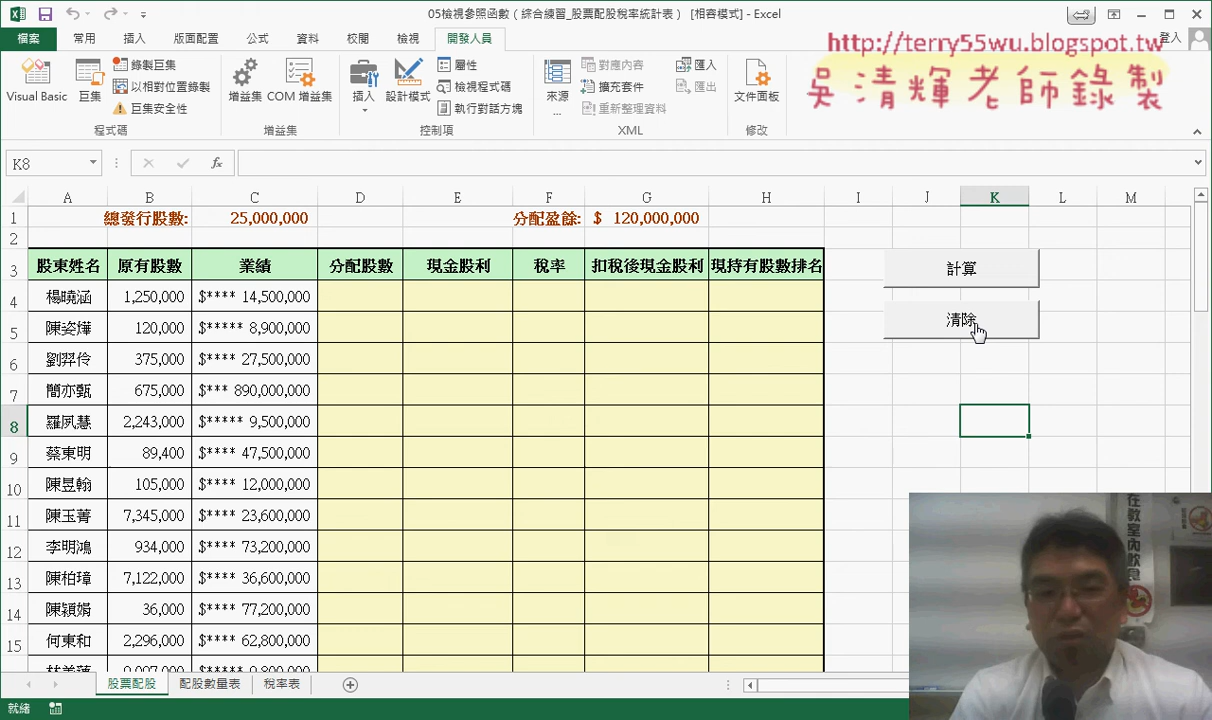 05檢視參照函數（綜合練習_股票配股稅率統計表） [相容模式] - Excel
檔案 常用 插入 版面配置 公式 資料 校閱 檢視 開發人員 登入
http://terry55wu.blogspot.tw
吳清輝老師錄製
Visual Basic 巨集 錄製巨集 以相對位置錄製 巨集安全性 增益集 COM 增益集 插入 設計模式 屬性 檢視程式碼 執行對話方塊 來源 ... 對應內容 擴充套件 重新整理資料 匯入 匯出 文件面板
程式碼 增益集 控制項 XML 修改
K8 fx
A B C D E F G H I J K L M
1 總發行股數: 25,000,000 分配盈餘: $ 120,000,000
2
3 股東姓名 原有股數 業績 分配股數 現金股利 稅率 扣稅後現金股利 現持有股數排名 計算
4 楊曉涵 1,250,000 $**** 14,500,000
清除
5 陳姿燁 120,000 $***** 8,900,000
6 劉羿伶 375,000 $**** 27,500,000
7 簡亦甄 675,000 $*** 890,000,000
8 羅夙慧 2,243,000 $***** 9,500,000
9 蔡東明 89,400 $**** 47,500,000
10 陳昱翰 105,000 $**** 12,000,000
11 陳玉菁 7,345,000 $**** 23,600,000
12 李明鴻 934,000 $**** 73,200,000
13 陳柏璋 7,122,000 $**** 36,600,000
14 陳穎娟 36,000 $**** 77,200,000
15 何東和 2,296,000 $**** 62,800,000
在教室內飲食
股票配股 配股數量表 稅率表
就緒